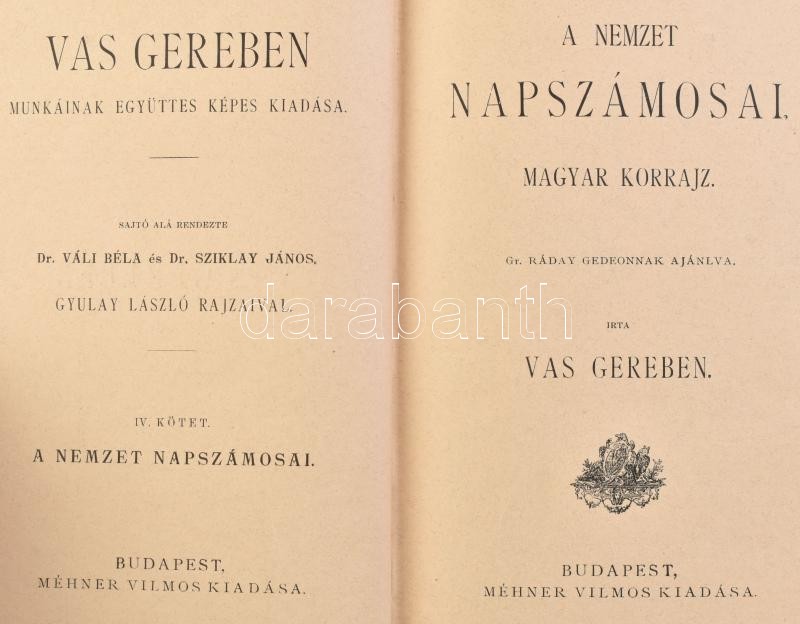 VAS GEREBEN
MUNKÁINAK EGYÜTTES KÉPES KIADÁSA.
SAJTÓ ALÁ RENDEZTE
Dr. VÁLI BÉLA és Dr. SZIKLAY JÁNOS,
GYULAY LÁSZLÓ RAJZAIVAL.
IV. KÖTET.
A NEMZET NAPSZÁMOSAI.
BUDAPEST,
MÉHNER VILMOS KIADÁSA.
A NEMZET
NAPSZÁMOSAI,
MAGYAR KORRAJZ.
Gr. RÁDAY GEDEONNAK AJÁNLVA.
IRTA
VAS GEREBEN.
BUDAPEST,
MÉHNER VILMOS KIADÁSA.
darabanth